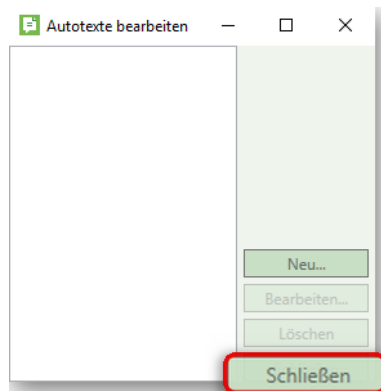 Autotexte bearbeiten
Neu...
Bearbeiten...
Löschen
Schließen